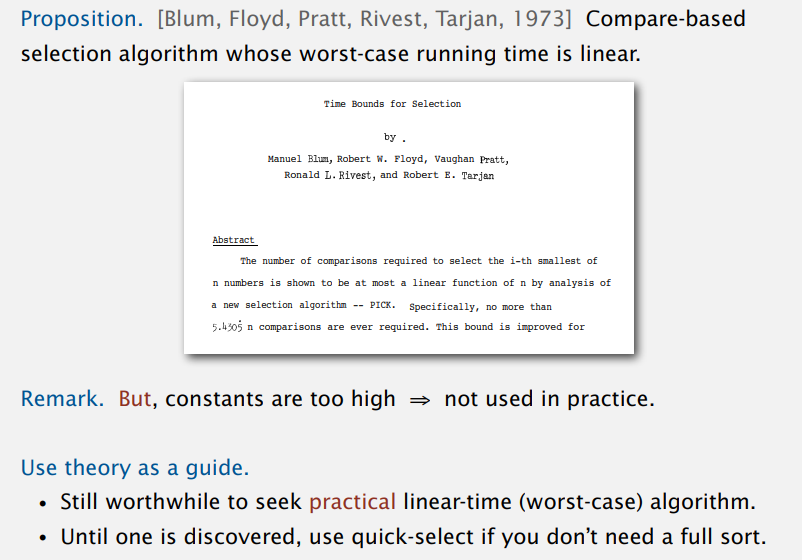 Proposition. [Blum, Floyd, Pratt, Rivest, Tarjan, 1973] Compare-based
selection algorithm whose worst-case running time is linear.
Time Bounds for Selection
by .
Manuel Blum, Robert W. Floyd, Vaughan Pratt,
Ronald L. Rivest, and Robert E. Tarjan
Abstract
The number of comparisons required to select the i-th smallest of
n numbers is shown to be at most a linear function of n by analysis of
a new selection algorithm -- PICK. Specifically, no more than
5.4305 n comparisons are ever required. This bound is improved for
Remark. But, constants are too high ⇒ not used in practice.
Use theory as a guide.
• Still worthwhile to seek practical linear-time (worst-case) algorithm.
• Until one is discovered, use quick-select if you don’t need a full sort.